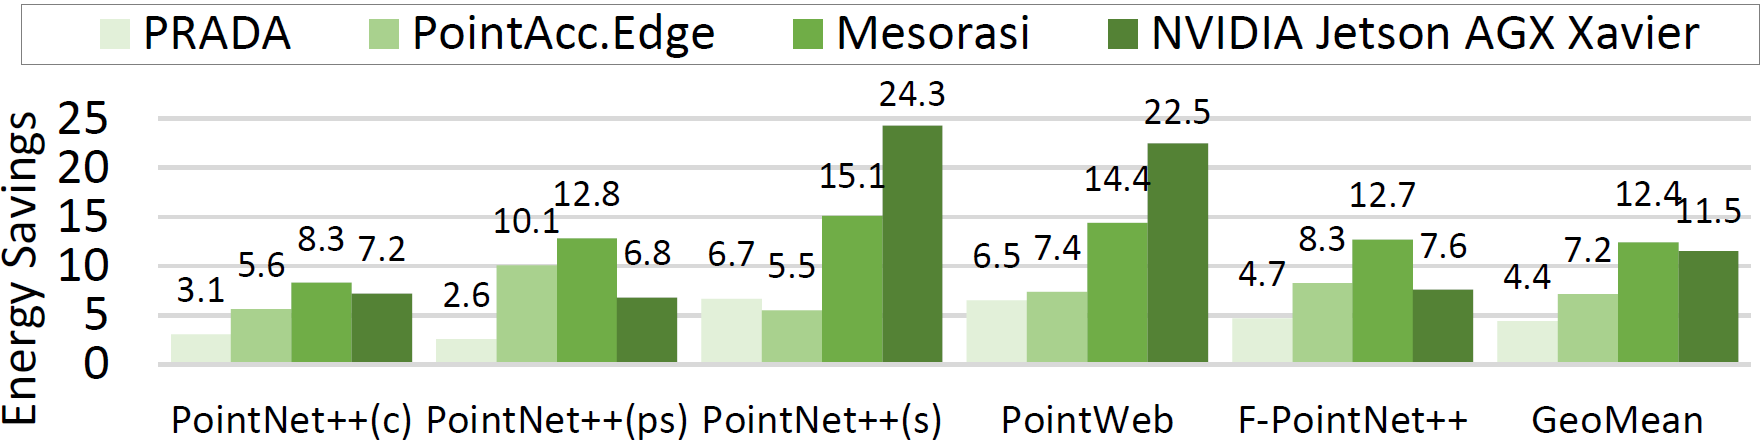 PRADA PointAcc.Edge Mesorasi NVIDIA Jetson AGX Xavier
Energy Savings
25
20
15
10
5
0
3.1 5.6 8.3 7.2
2.6 10.1 12.8 6.8
6.7 5.5 15.1 24.3
6.5 7.4 14.4 22.5
4.7 8.3 12.7 7.6
4.4 7.2 12.4 11.5
PointNet++(c) PointNet++(ps) PointNet++(s) PointWeb F-PointNet++ GeoMean